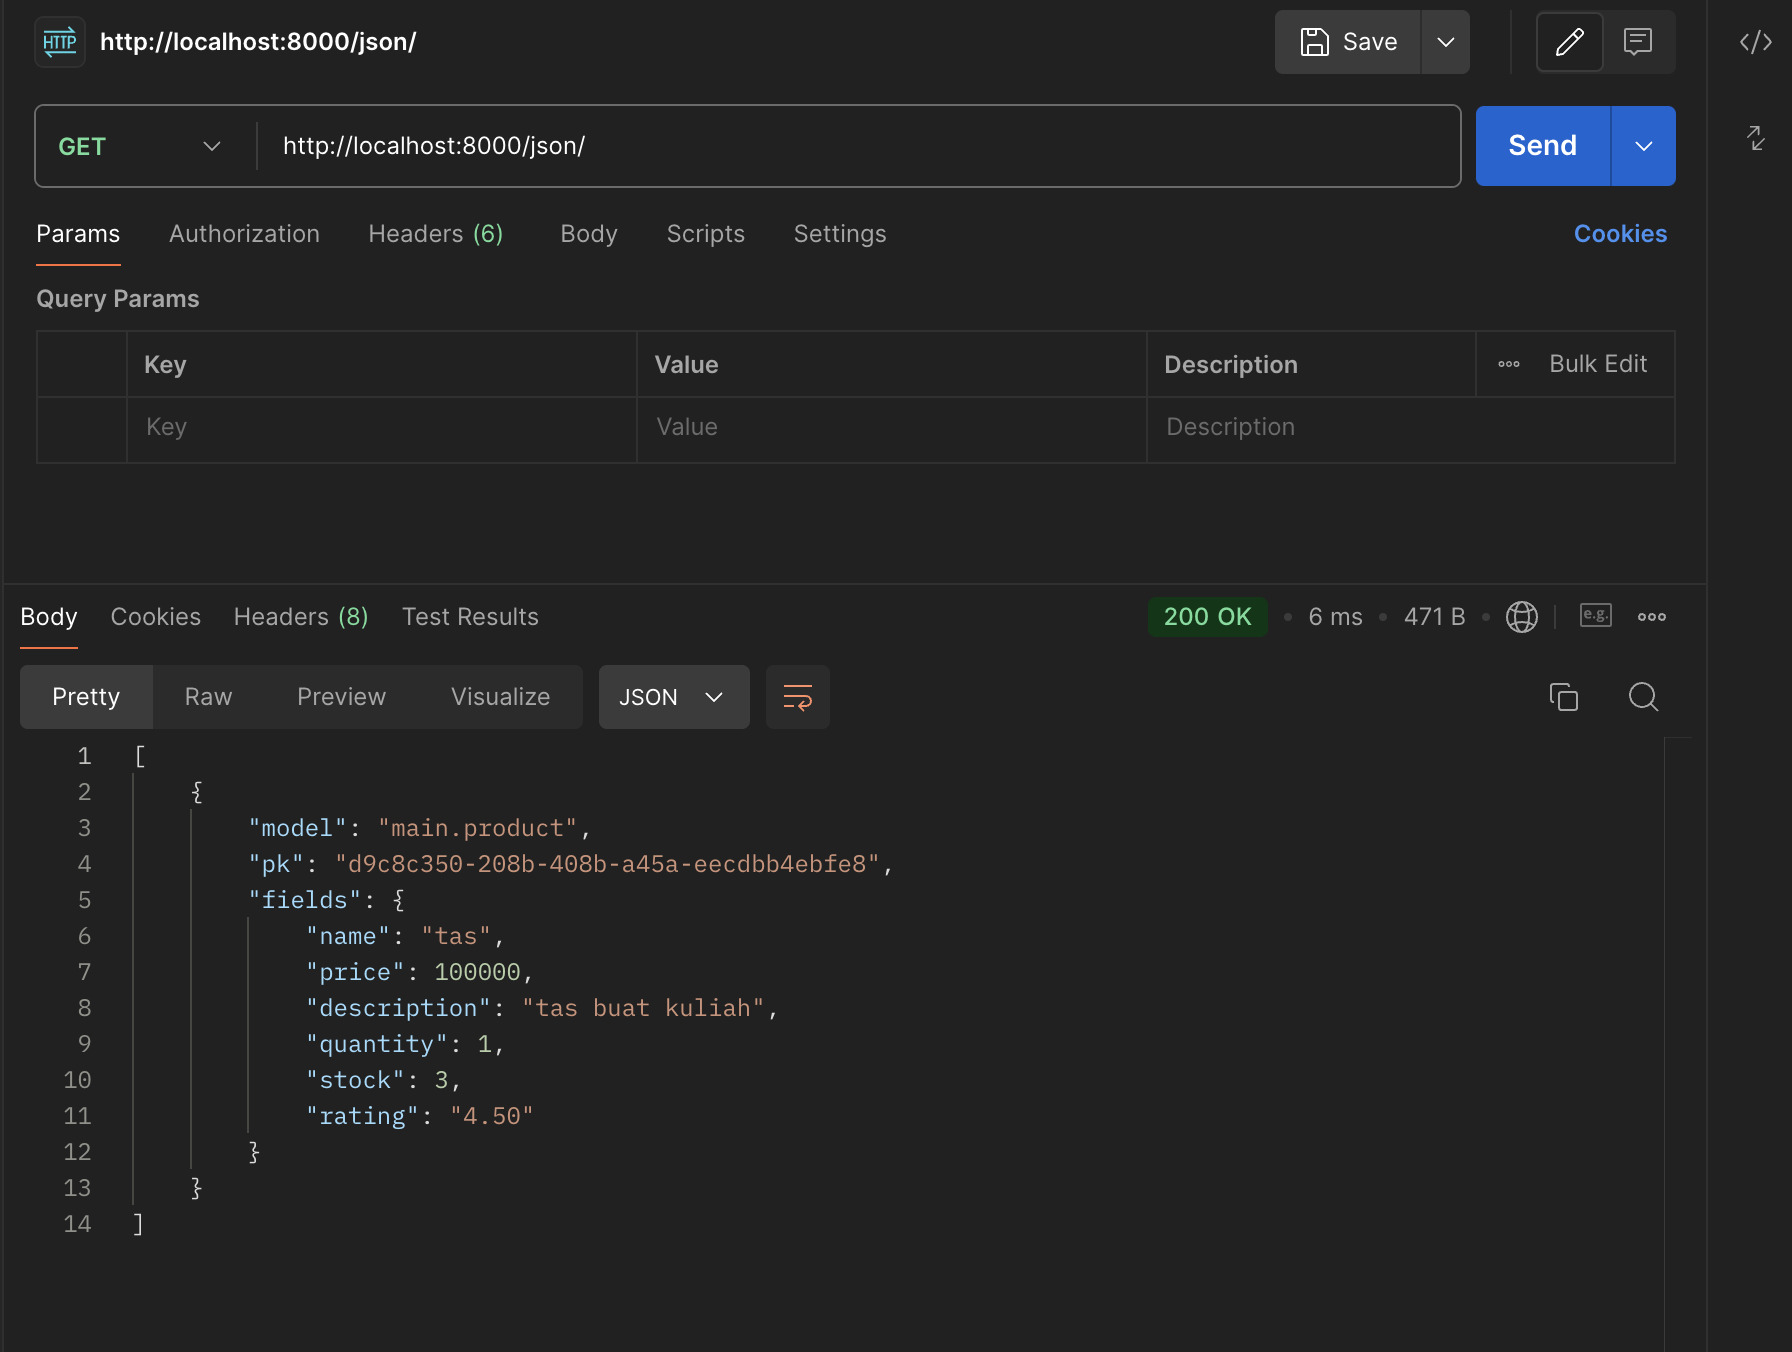 HTTP http://localhost:8000/json/ Save
GET http://localhost:8000/json/ Send
Params Authorization Headers (6) Body Scripts Settings Cookies
Query Params
Key Value Description Bulk Edit
Key Value Description
Body Cookies Headers (8) Test Results 200 OK • 6 ms • 471 B • e.g.
Pretty Raw Preview Visualize JSON
1 [
2 {
3 "model": "main.product",
4 "pk": "d9c8c350-208b-408b-a45a-eecdbb4ebfe8",
5 "fields": {
6 "name": "tas",
7 "price": 100000,
8 "description": "tas buat kuliah",
9 "quantity": 1,
10 "stock": 3,
11 "rating": "4.50"
12 }
13 }
14 ]